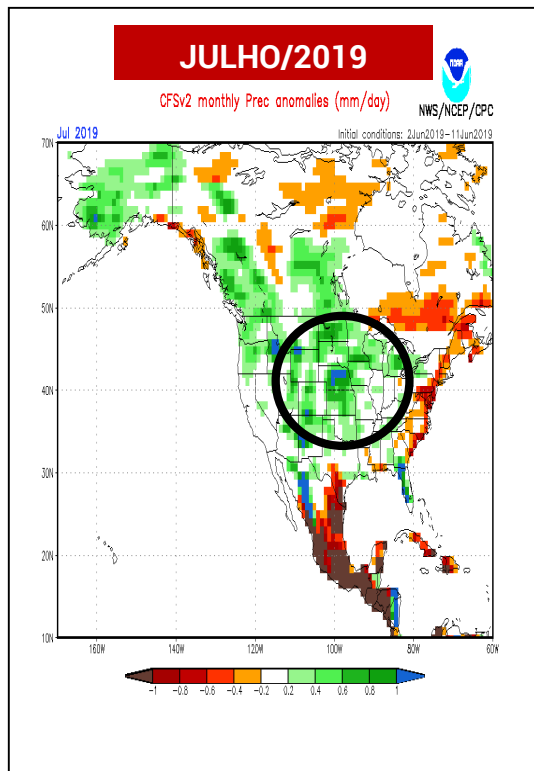 JULHO/2019
NOAA
CFSv2 monthly Prec anomalies (mm/day)
NWS/NCEP/CPC
Jul 2019
Initial conditions: 2Jun2019-11Jun2019
70N
60N
50N
40N
30N
20N
10N
160W 140W 120W 100W 80W 60W
-1 -0.8 -0.6 -0.4 -0.2 0.2 0.4 0.6 0.8 1